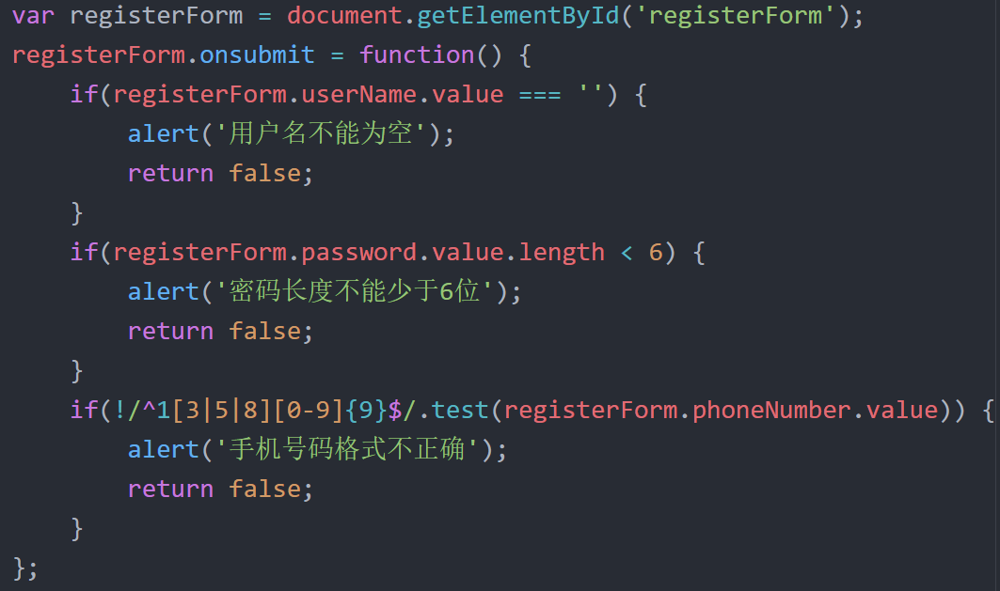 var registerForm = document.getElementById('registerForm');
registerForm.onsubmit = function() {
    if(registerForm.userName.value === '') {
        alert('用户名不能为空');
        return false;
    }
    if(registerForm.password.value.length < 6) {
        alert('密码长度不能少于6位');
        return false;
    }
    if(!/^1[3|5|8][0-9]{9}$/.test(registerForm.phoneNumber.value)) {
        alert('手机号码格式不正确');
        return false;
    }
};